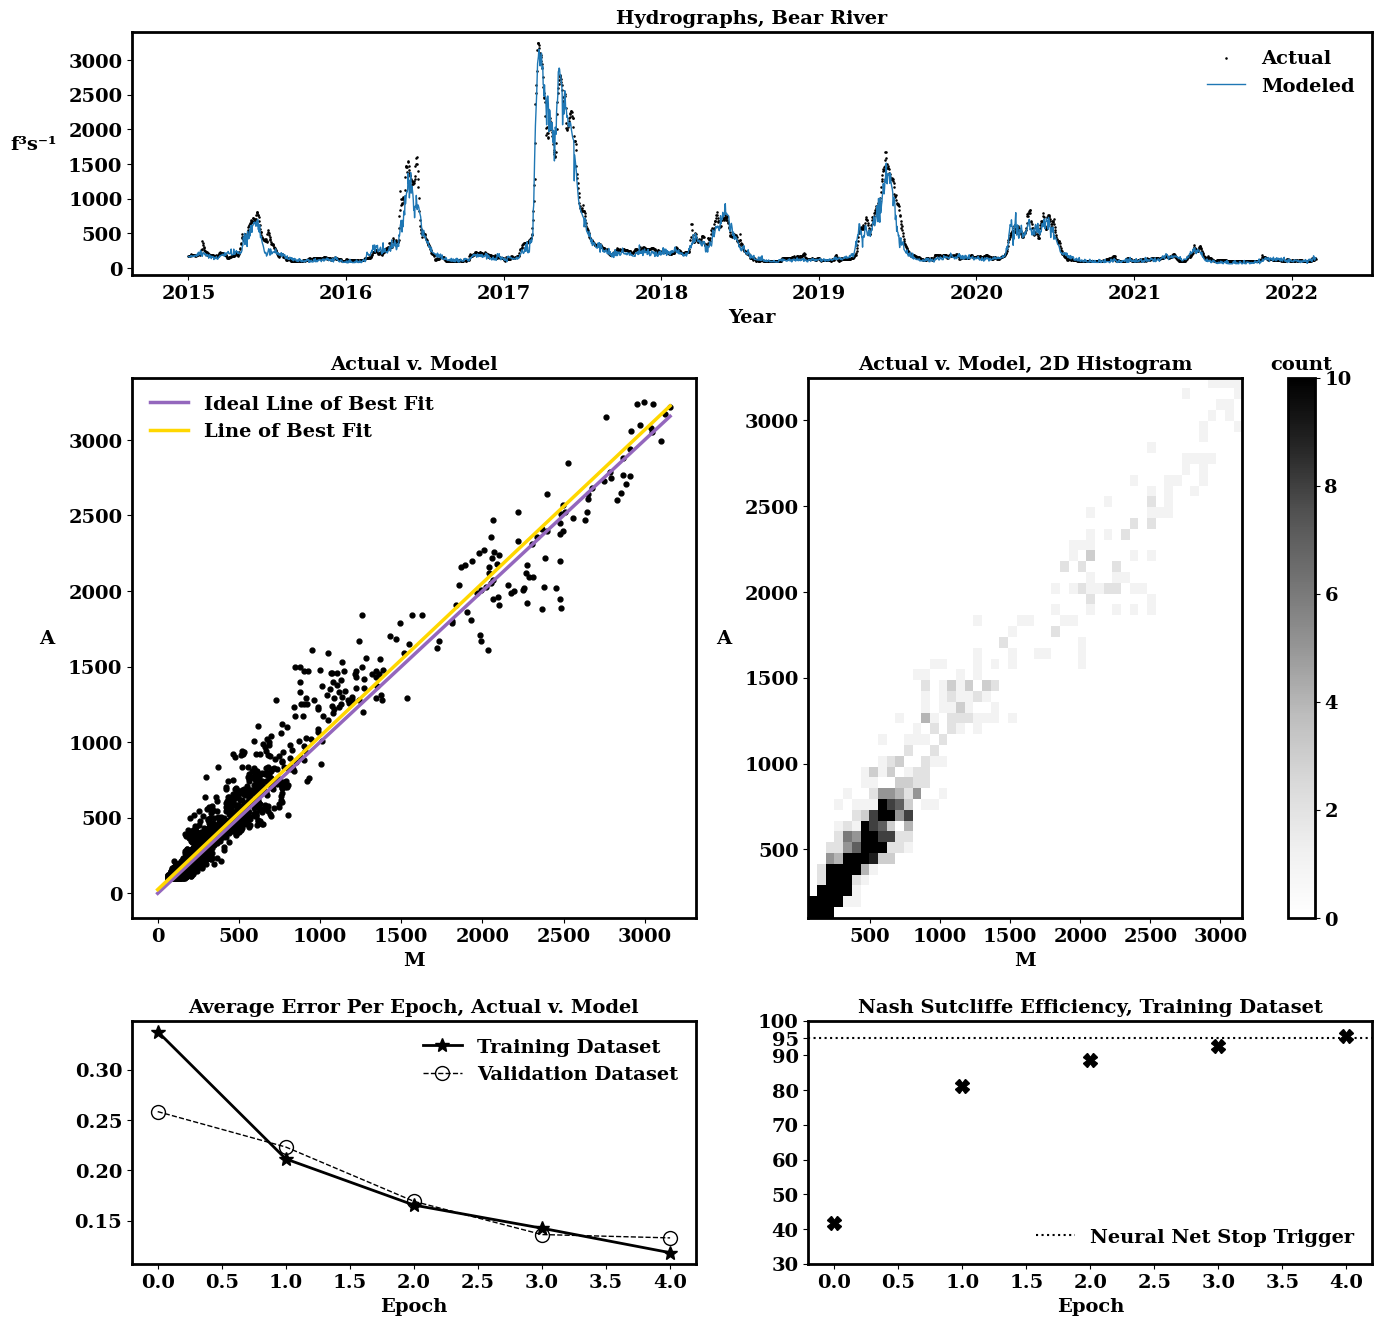 Hydrographs, Bear River
3000
2500
2000
1500
1000
500
0
f³s⁻¹
Actual
Modeled
2015 2016 2017 2018 2019 2020 2021 2022
Year
Actual v. Model
Ideal Line of Best Fit
Line of Best Fit
3000
2500
2000
1500
1000
500
0
A
0 500 1000 1500 2000 2500 3000
M
Actual v. Model, 2D Histogram
3000
2500
2000
1500
1000
500
A
500 1000 1500 2000 2500 3000
M
count
10
8
6
4
2
0
Average Error Per Epoch, Actual v. Model
Training Dataset
Validation Dataset
0.30
0.25
0.20
0.15
0.0 0.5 1.0 1.5 2.0 2.5 3.0 3.5 4.0
Epoch
Nash Sutcliffe Efficiency, Training Dataset
100
95
90
80
70
60
50
40
30
Neural Net Stop Trigger
0.0 0.5 1.0 1.5 2.0 2.5 3.0 3.5 4.0
Epoch